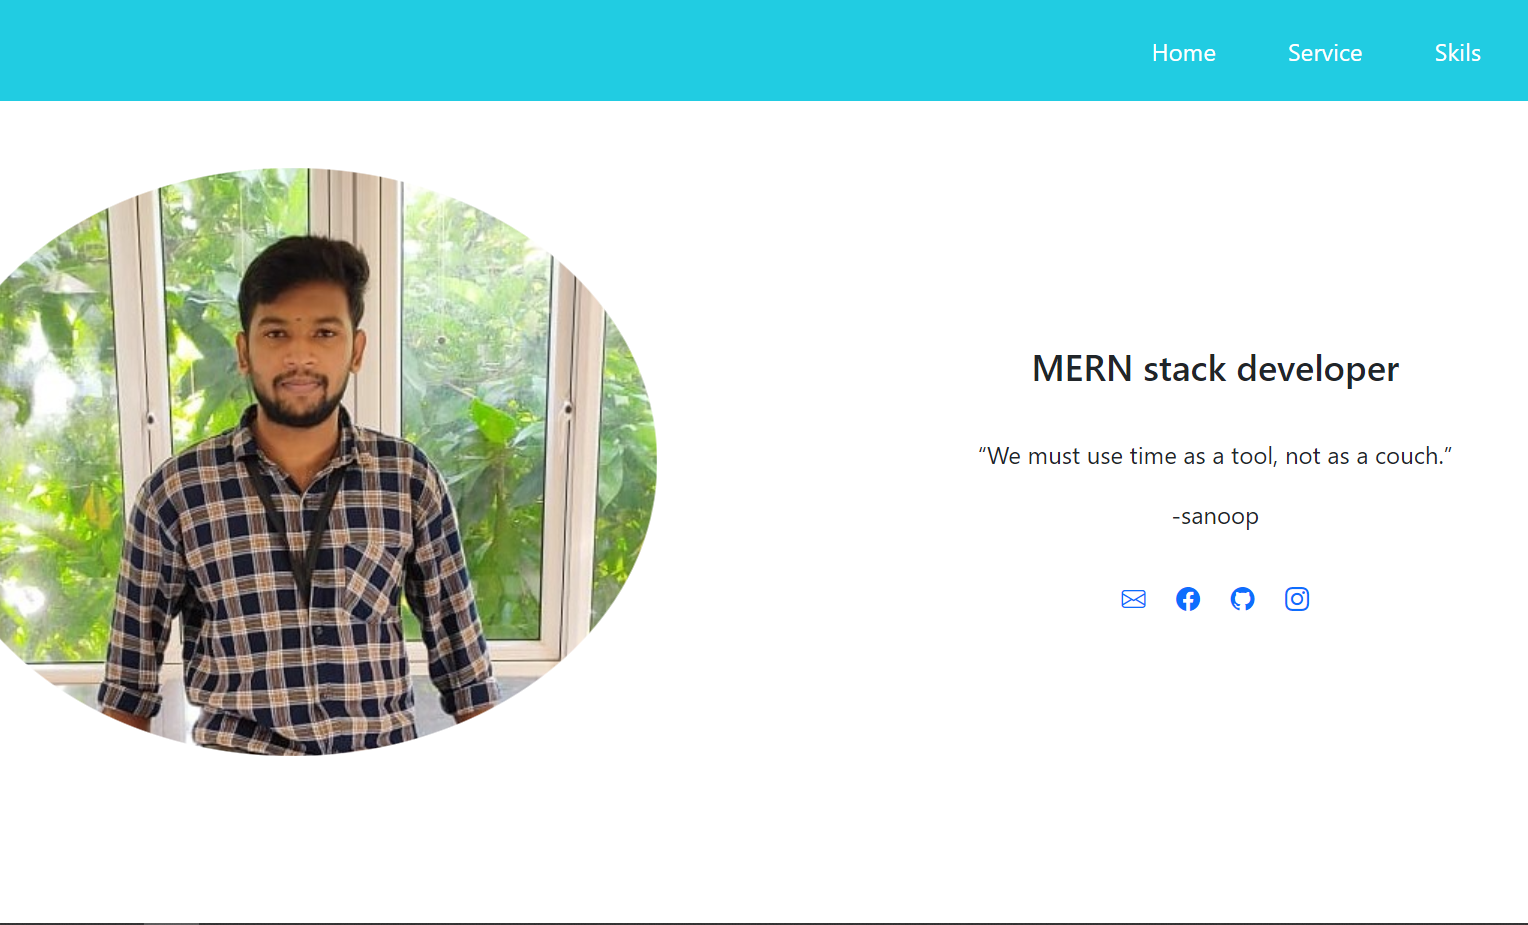 Home Service Skils
MERN stack developer
“We must use time as a tool, not as a couch.”
-sanoop